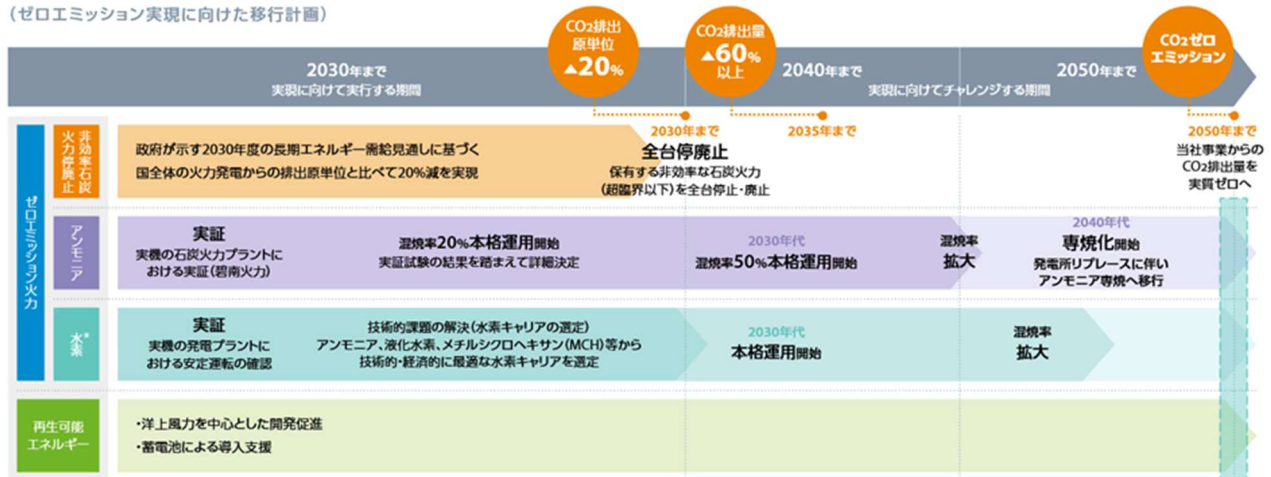 (ゼロエミッション実現に向けた移行計画)
CO2排出
原単位
▲20%
CO2排出量
▲60%
以上
CO2ゼロ
エミッション
2030年まで
実現に向けて実行する期間
2040年まで
2050年まで
実現に向けてチャレンジする期間
2030年まで
2035年まで
2050年まで
当社事業からの
CO2排出量を
実質ゼロへ
ゼロエミッション火力
非効率石炭
火力停廃止
政府が示す2030年度の長期エネルギー需給見通しに基づく
国全体の火力発電からの排出原単位と比べて20%減を実現
全台停廃止
保有する非効率な石炭火力
(超臨界以下)を全台停止・廃止
アンモニア
実証
実機の石炭火力プラントに
おける実証(碧南火力)
混焼率20%本格運用開始
実証試験の結果を踏まえて詳細決定
2030年代
混焼率50%本格運用開始
混焼率
拡大
2040年代
専焼化開始
発電所リプレースに伴い
アンモニア専焼へ移行
水素*
実証
実機の発電プラントに
おける安定運転の確認
技術的課題の解決(水素キャリアの選定)
アンモニア、液化水素、メチルシクロヘキサン(MCH)等から
技術的・経済的に最適な水素キャリアを選定
2030年代
本格運用開始
混焼率
拡大
再生可能
エネルギー
・洋上風力を中心とした開発促進
・蓄電池による導入支援